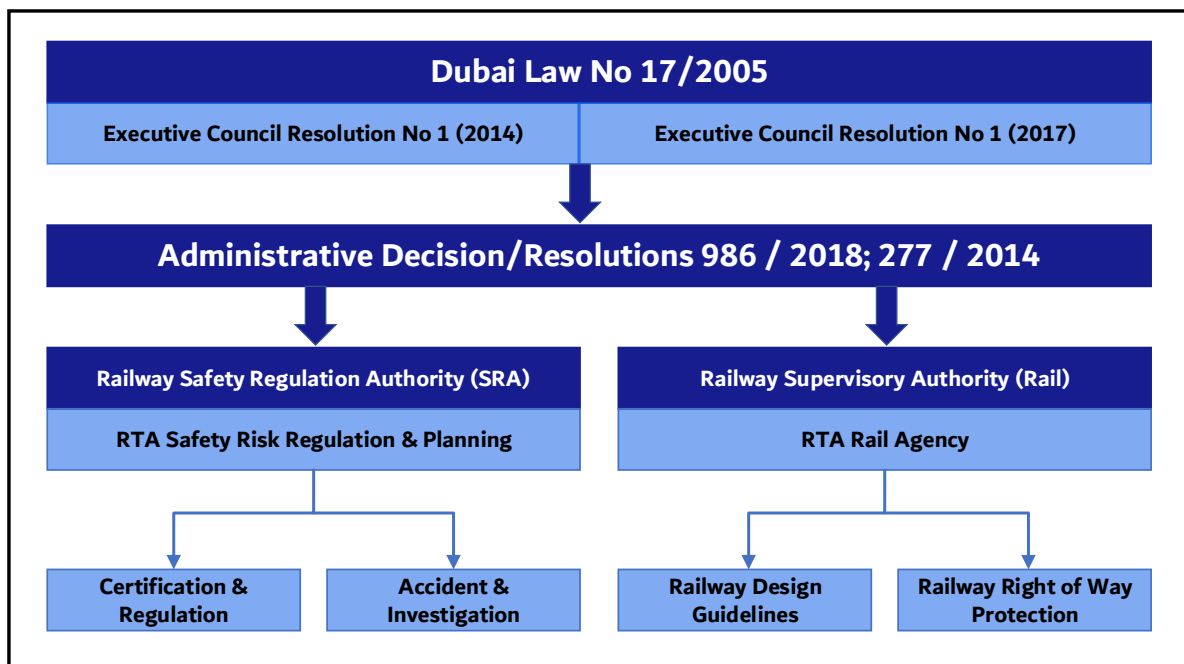 Dubai Law No 17/2005
Executive Council Resolution No 1 (2014)
Executive Council Resolution No 1 (2017)
Administrative Decision/Resolutions 986 / 2018; 277 / 2014
Railway Safety Regulation Authority (SRA)
RTA Safety Risk Regulation & Planning
Railway Supervisory Authority (Rail)
RTA Rail Agency
Certification &
Regulation
Accident &
Investigation
Railway Design
Guidelines
Railway Right of Way
Protection